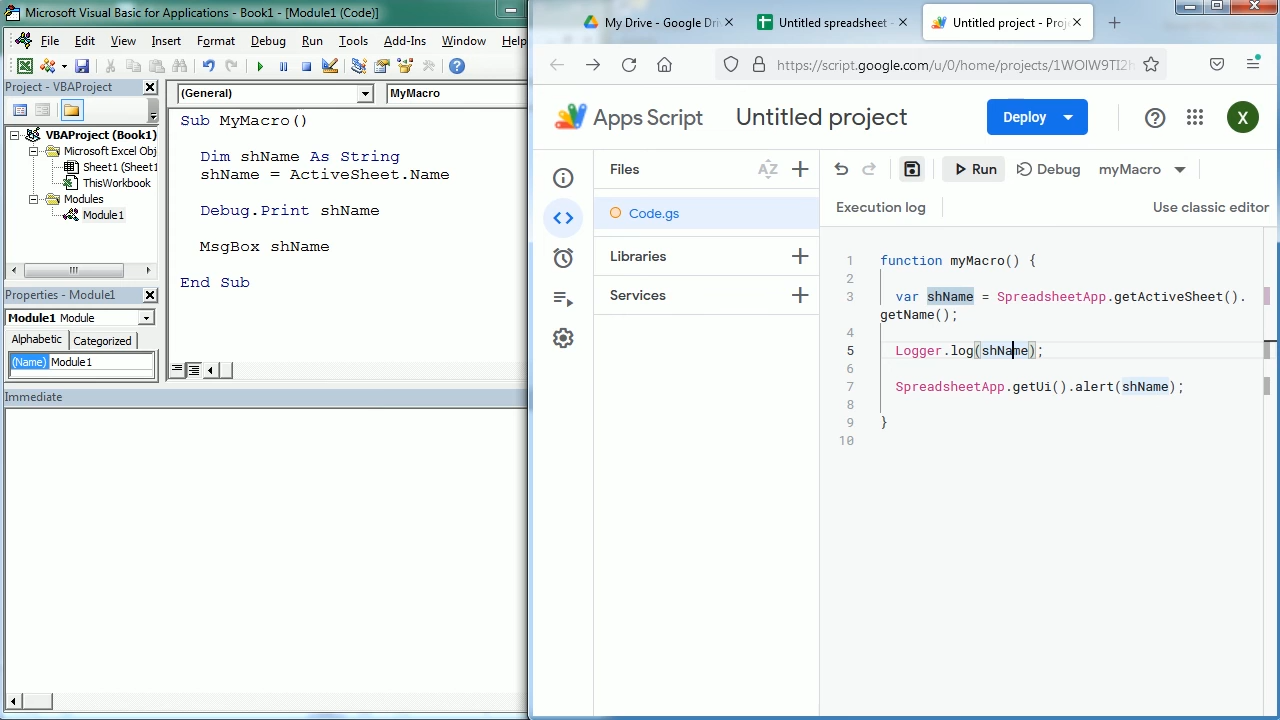 Microsoft Visual Basic for Applications - Book1 - [Module1 (Code)]
File Edit View Insert Format Debug Run Tools Add-Ins Window Help
Project - VBAProject
VBAProject (Book1)
Microsoft Excel Obj
Sheet1 (Sheet1
ThisWorkbook
Modules
Module1
Properties - Module1
Module1 Module
Alphabetic Categorized
(Name) Module1
(General) MyMacro
Sub MyMacro()
Dim shName As String
shName = ActiveSheet.Name
Debug.Print shName
MsgBox shName
End Sub
Immediate
My Drive - Google Dri
Untitled spreadsheet -
Untitled project - Proj
https://script.google.com/u/0/home/projects/1WOIW9TI2h
Apps Script
Untitled project
Deploy
X
Files
AZ
Run
Debug
myMacro
Code.gs
Execution log
Use classic editor
Libraries
Services
1 function myMacro() {
2
3 var shName = SpreadsheetApp.getActiveSheet().
getName();
4
5 Logger.log(shName);
6
7 SpreadsheetApp.getUi().alert(shName);
8
9 }
10